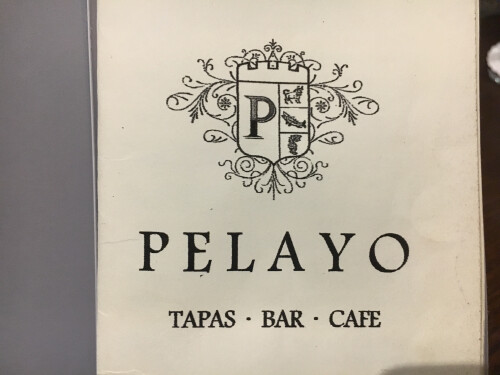 P
PELAYO
TAPAS · BAR · CAFE